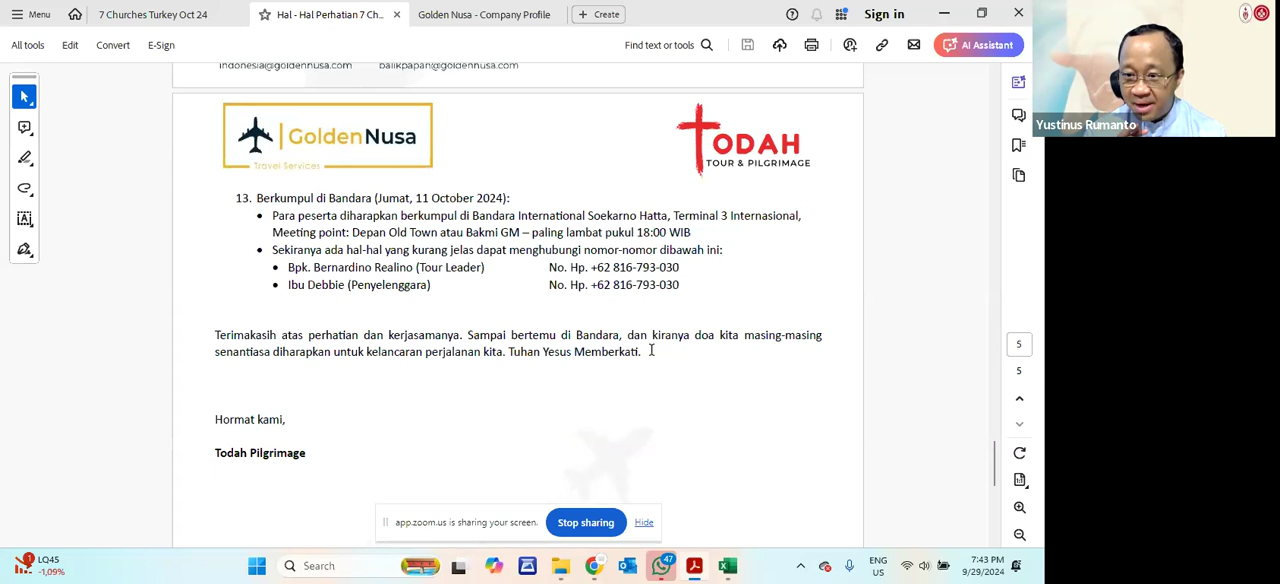 Menu
7 Churches Turkey Oct 24
Hal - Hal Perhatian 7 Ch...
Golden Nusa - Company Profile
Create
Sign in
All tools
Edit
Convert
E-Sign
Find text or tools
AI Assistant
indonesia@goldennusa.com balikpapan@goldennusa.com
GoldenNusa
Travel Services
TODAH
TOUR & PILGRIMAGE
Yustinus Rumanto
13. Berkumpul di Bandara (Jumat, 11 October 2024):
• Para peserta diharapkan berkumpul di Bandara International Soekarno Hatta, Terminal 3 Internasional,
Meeting point: Depan Old Town atau Bakmi GM – paling lambat pukul 18:00 WIB
• Sekiranya ada hal-hal yang kurang jelas dapat menghubungi nomor-nomor dibawah ini:
• Bpk. Bernardino Realino (Tour Leader) No. Hp. +62 816-793-030
• Ibu Debbie (Penyelenggara) No. Hp. +62 816-793-030
Terimakasih atas perhatian dan kerjasamanya. Sampai bertemu di Bandara, dan kiranya doa kita masing-masing
senantiasa diharapkan untuk kelancaran perjalanan kita. Tuhan Yesus Memberkati.
Hormat kami,
Todah Pilgrimage
5
5
app.zoom.us is sharing your screen.
Stop sharing
Hide
1
LQ45
-1,09%
Search
47
ENG
US
7:43 PM
9/29/2024